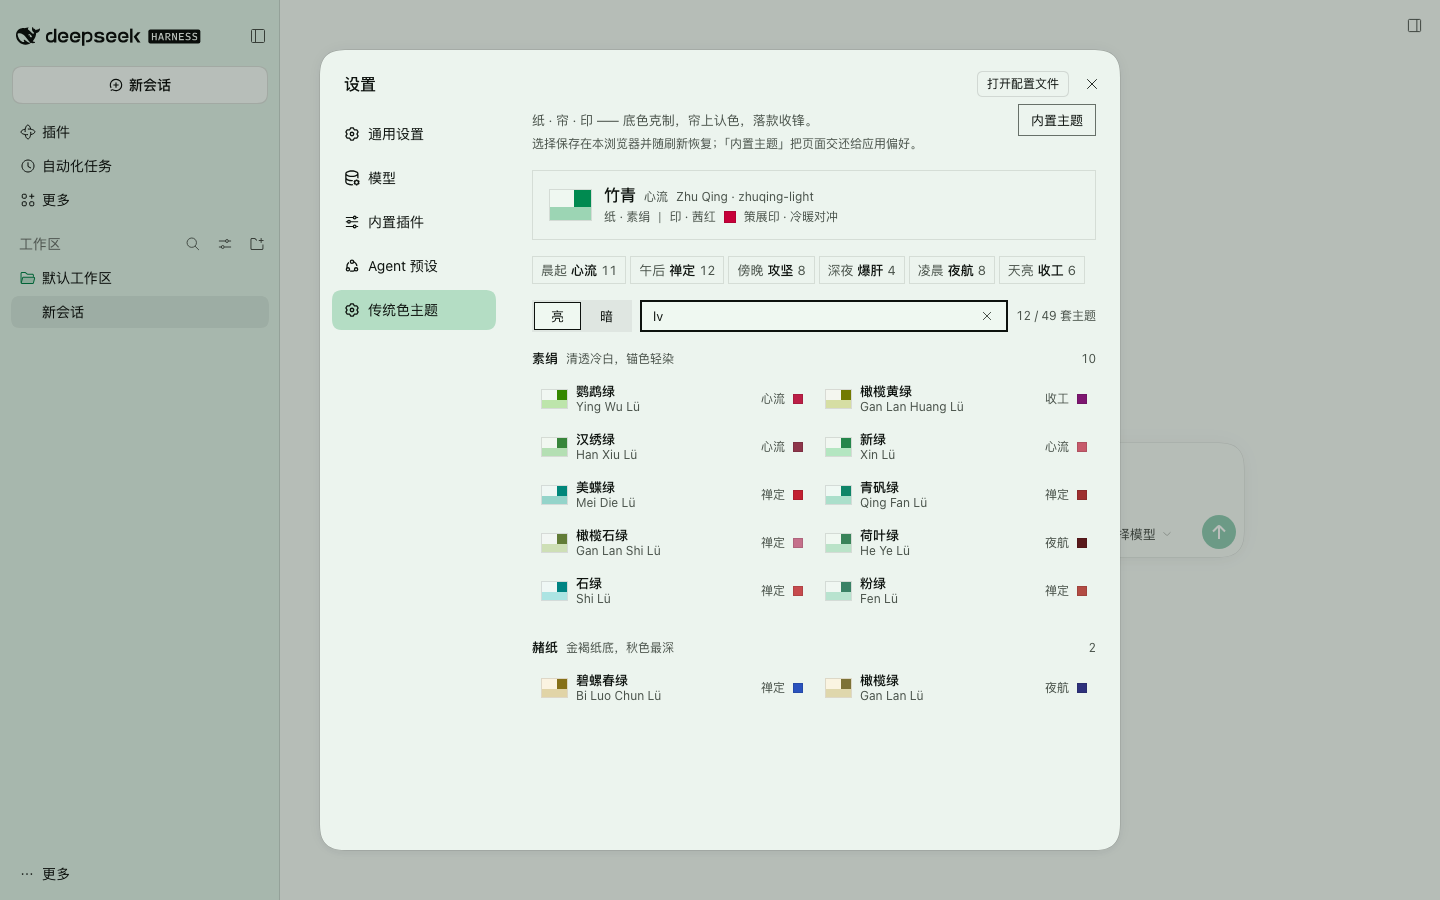 deepseek HARNESS
新会话
插件
自动化任务
更多
工作区
默认工作区
新会话
更多
设置
打开配置文件
通用设置
模型
内置插件
Agent 预设
传统色主题
纸 · 帘 · 印 —— 底色克制，帘上认色，落款收锋。
选择保存在本浏览器并随刷新恢复；「内置主题」把页面交还给应用偏好。
内置主题
竹青 心流 Zhu Qing · zhuqing-light
纸 · 素绢 | 印 · 茜红 策展印 · 冷暖对冲
晨起 心流 11
午后 禅定 12
傍晚 攻坚 8
深夜 爆肝 4
凌晨 夜航 8
天亮 收工 6
亮
暗
lv
12 / 49 套主题
素绢 清透冷白，锚色轻染 10
鹦鹉绿
Ying Wu Lü
心流
橄榄黄绿
Gan Lan Huang Lü
收工
汉绣绿
Han Xiu Lü
心流
新绿
Xin Lü
心流
美蝶绿
Mei Die Lü
禅定
青矾绿
Qing Fan Lü
禅定
橄榄石绿
Gan Lan Shi Lü
禅定
荷叶绿
He Ye Lü
夜航
石绿
Shi Lü
禅定
粉绿
Fen Lü
禅定
赭纸 金褐纸底，秋色最深 2
碧螺春绿
Bi Luo Chun Lü
禅定
橄榄绿
Gan Lan Lü
夜航
择模型